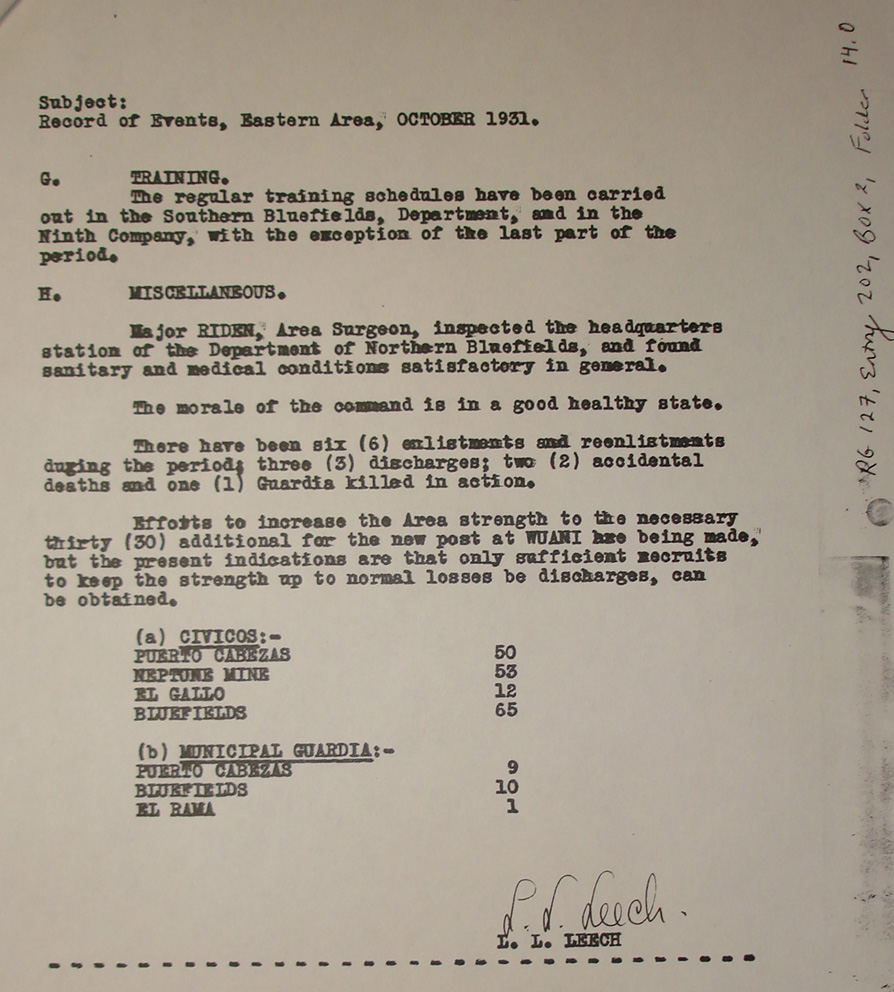 Subject:
Record of Events, Eastern Area, OCTOBER 1931.
G. TRAINING.
The regular training schedules have been carried
out in the Southern Bluefields, Department, and in the
Ninth Company, with the exception of the last part of the
period.
H. MISCELLANEOUS.
Major RIDEN, Area Surgeon, inspected the headquarters
station of the Department of Northern Bluefields, and found
sanitary and medical conditions satisfactory in general.
The morale of the command is in a good healthy state.
There have been six (6) enlistments and reenlistments
during the period; three (3) discharges; two (2) accidental
deaths and one (1) Guardia killed in action.
Efforts to increase the Area strength to the necessary
thirty (30) additional for the new post at WUANI are being made,
but the present indications are that only sufficient recruits
to keep the strength up to normal losses be discharges, can
be obtained.
(a) CIVICOS:-
PUERTO CABEZAS 50
NEPTUNE MINE 53
EL GALLO 12
BLUEFIELDS 65
(b) MUNICIPAL GUARDIA:-
PUERTO CABEZAS 9
BLUEFIELDS 10
EL RAMA 1
L. L. Leech.
L. L. LEECH
RG 127, Entry 202, Box 2, Folder 14.0